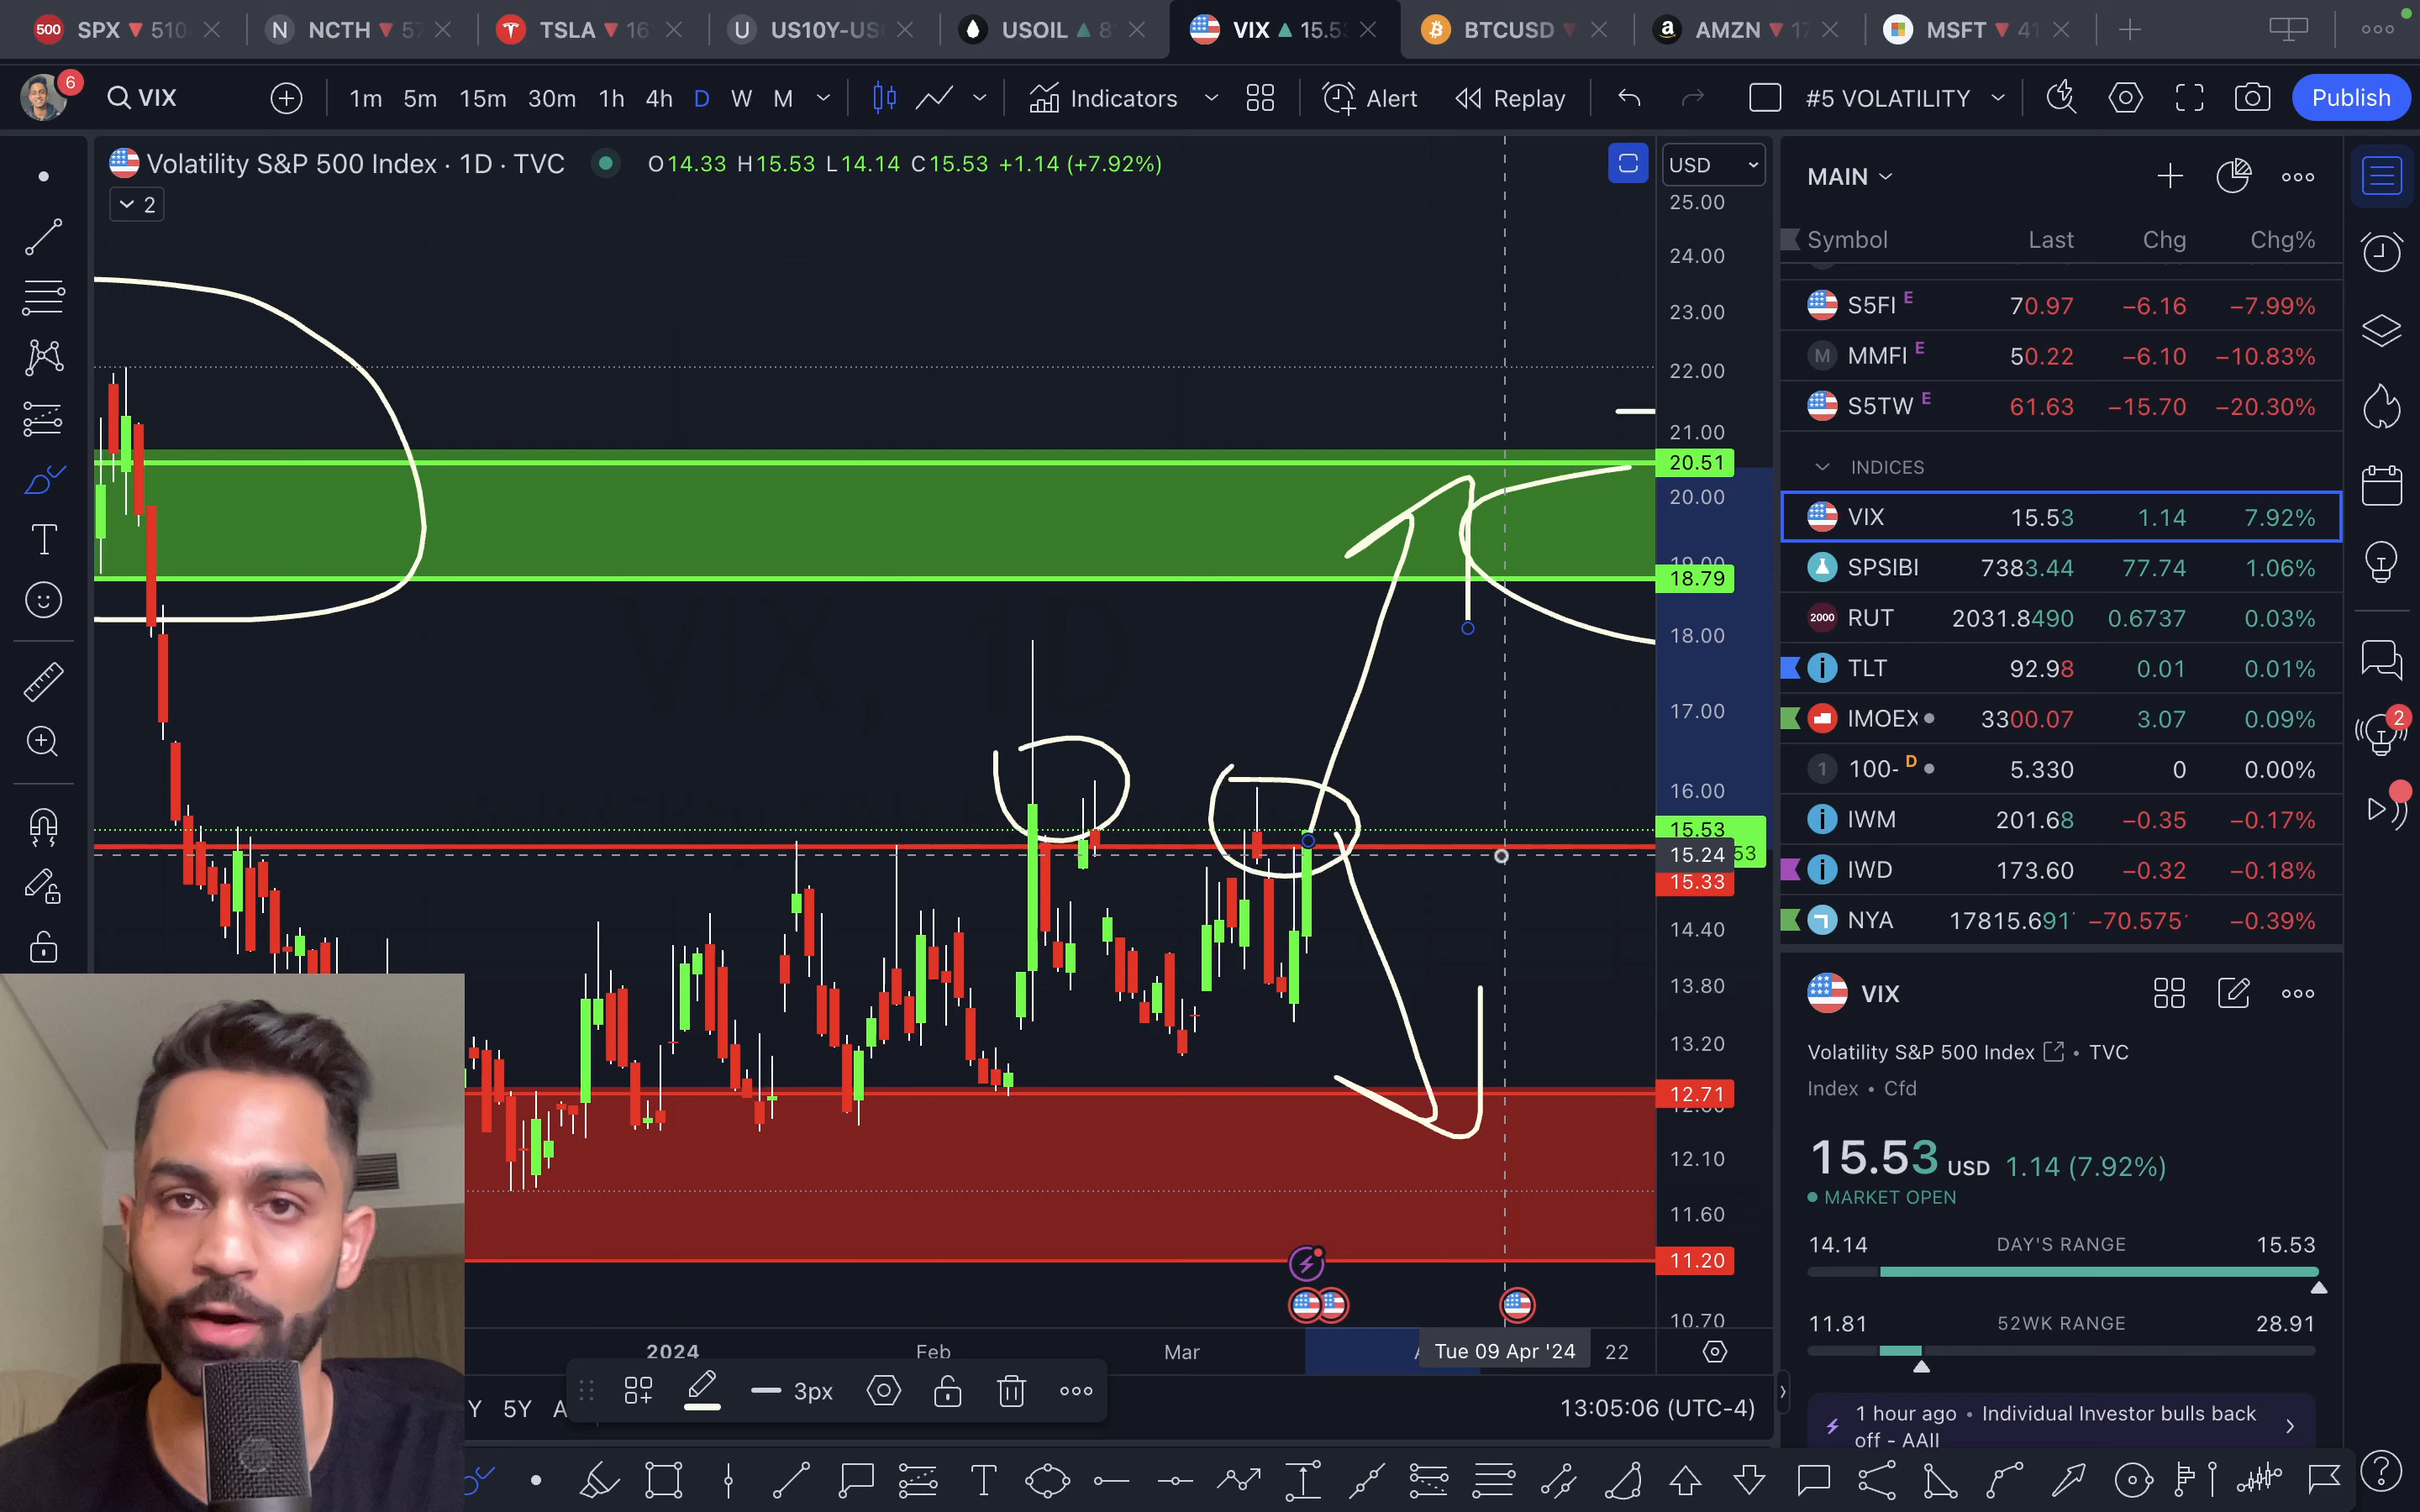 SPX 510
NCTH 57
TSLA 16
US10Y-US
USOIL 8
VIX 15.5
BTCUSD
AMZN 17
MSFT 41
6
VIX
1m 5m 15m 30m 1h 4h D W M
Indicators
Alert
Replay
#5 VOLATILITY
Publish
Volatility S&P 500 Index · 1D · TVC
O14.33 H15.53 L14.14 C15.53 +1.14 (+7.92%)
2
USD
25.00
24.00
23.00
22.00
21.00
20.51
20.00
18.79
18.00
17.00
16.00
15.53
15.24
53
15.33
14.40
13.80
13.20
12.71
12.10
11.60
11.20
10.70
2024 Feb Mar
Tue 09 Apr '24
22
Y 5Y A
3px
13:05:06 (UTC-4)
MAIN
Symbol Last Chg Chg%
S5FI E 70.97 −6.16 −7.99%
MMFI E 50.22 −6.10 −10.83%
S5TW E 61.63 −15.70 −20.30%
INDICES
VIX 15.53 1.14 7.92%
SPSIBI 7383.44 77.74 1.06%
2000 RUT 2031.8490 0.6737 0.03%
TLT 92.98 0.01 0.01%
IMOEX 3300.07 3.07 0.09%
1 100- D 5.330 0 0.00%
IWM 201.68 −0.35 −0.17%
IWD 173.60 −0.32 −0.18%
NYA 17815.691 −70.575 −0.39%
VIX
Volatility S&P 500 Index • TVC
Index • Cfd
15.53 USD 1.14 (7.92%)
MARKET OPEN
14.14 DAY'S RANGE 15.53
11.81 52WK RANGE 28.91
1 hour ago • Individual Investor bulls back
off - AAII
2